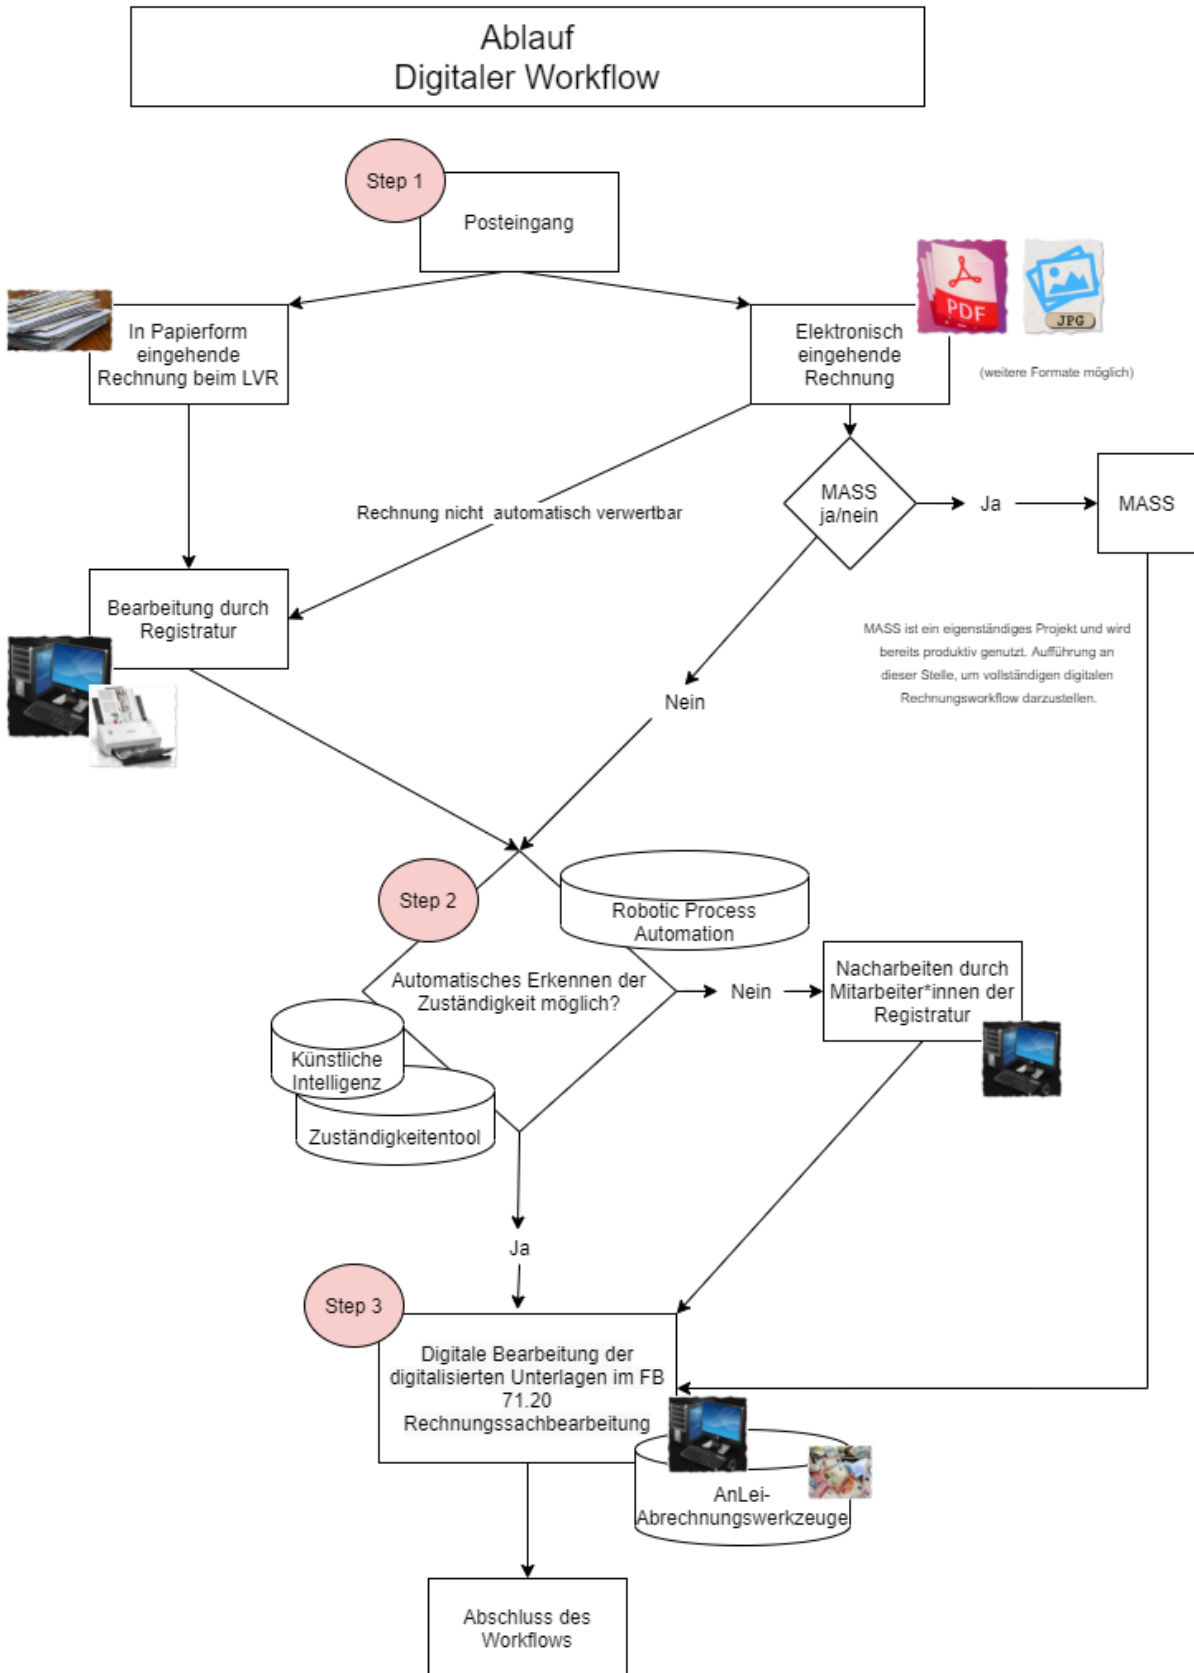 Ablauf
Digitaler Workflow
Step 1
Posteingang
In Papierform
eingehende
Rechnung beim LVR
Elektronisch
eingehende
Rechnung
PDF
JPG
(weitere Formate möglich)
MASS
ja/nein
Ja
MASS
Rechnung nicht automatisch verwertbar
Bearbeitung durch
Registratur
MASS ist ein eigenständiges Projekt und wird
bereits produktiv genutzt. Aufführung an
dieser Stelle, um vollständigen digitalen
Rechnungsworkflow darzustellen.
Nein
Step 2
Robotic Process
Automation
Automatisches Erkennen der
Zuständigkeit möglich?
Nein
Nacharbeiten durch
Mitarbeiter*innen der
Registratur
Künstliche
Intelligenz
Zuständigkeitentool
Ja
Step 3
Digitale Bearbeitung der
digitalisierten Unterlagen im FB
71.20
Rechnungssachbearbeitung
AnLei-
Abrechnungswerkzeuge
Abschluss des
Workflows